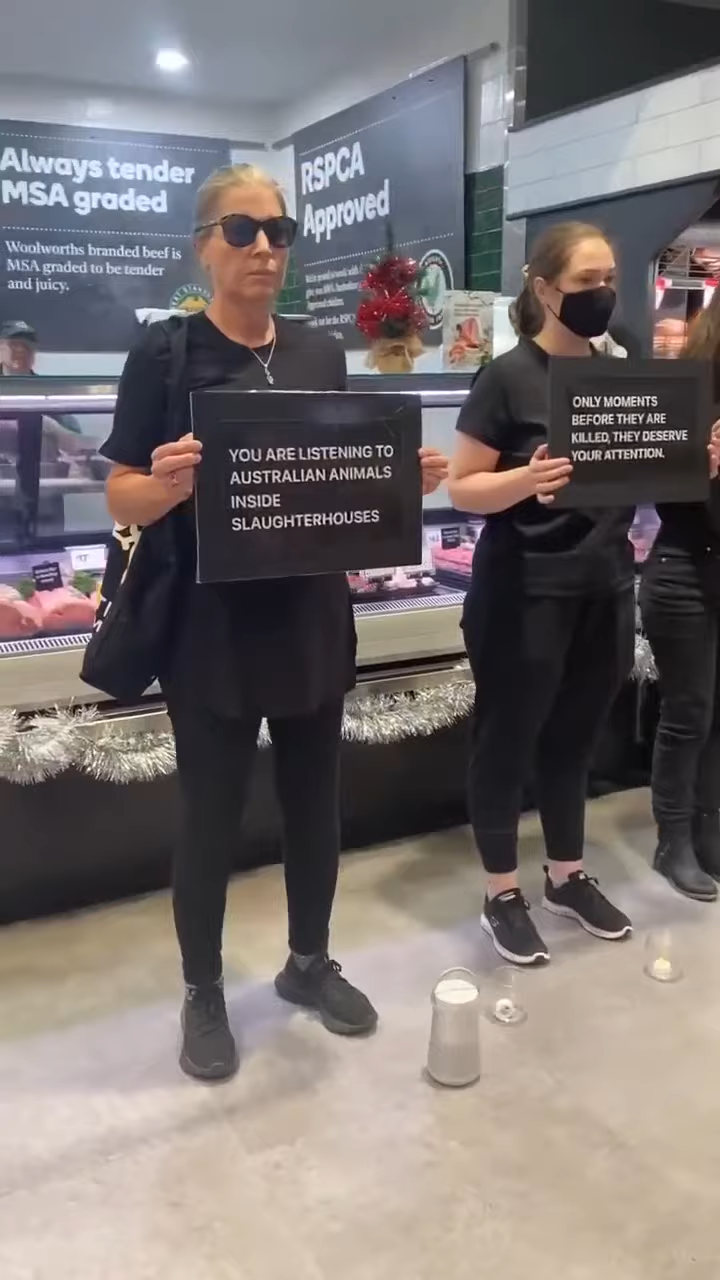 Always tender
MSA graded
Woolworths branded beef is
MSA graded to be tender
and juicy.
RSPCA
Approved
YOU ARE LISTENING TO
AUSTRALIAN ANIMALS
INSIDE
SLAUGHTERHOUSES
ONLY MOMENTS
BEFORE THEY ARE
KILLED, THEY DESERVE
YOUR ATTENTION.